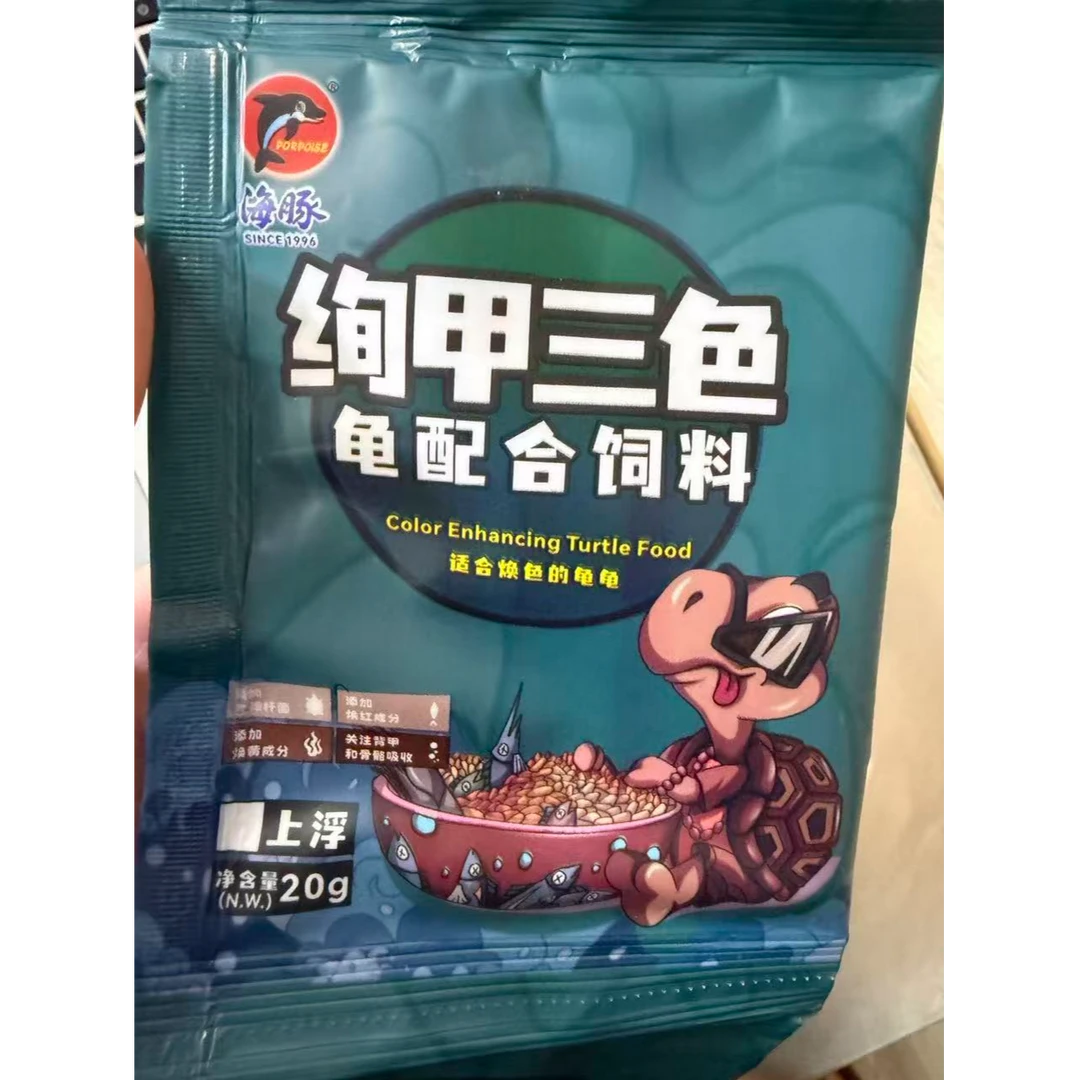 ®
PORPOISE
海豚
SINCE 1996
绚甲三色
龟配合饲料
Color Enhancing Turtle Food
适合焕色的龟龟
添加
焕红成分
添加
焕黄成分
关注背甲
和骨骼吸收
上浮
净含量
(N.W.) 20g